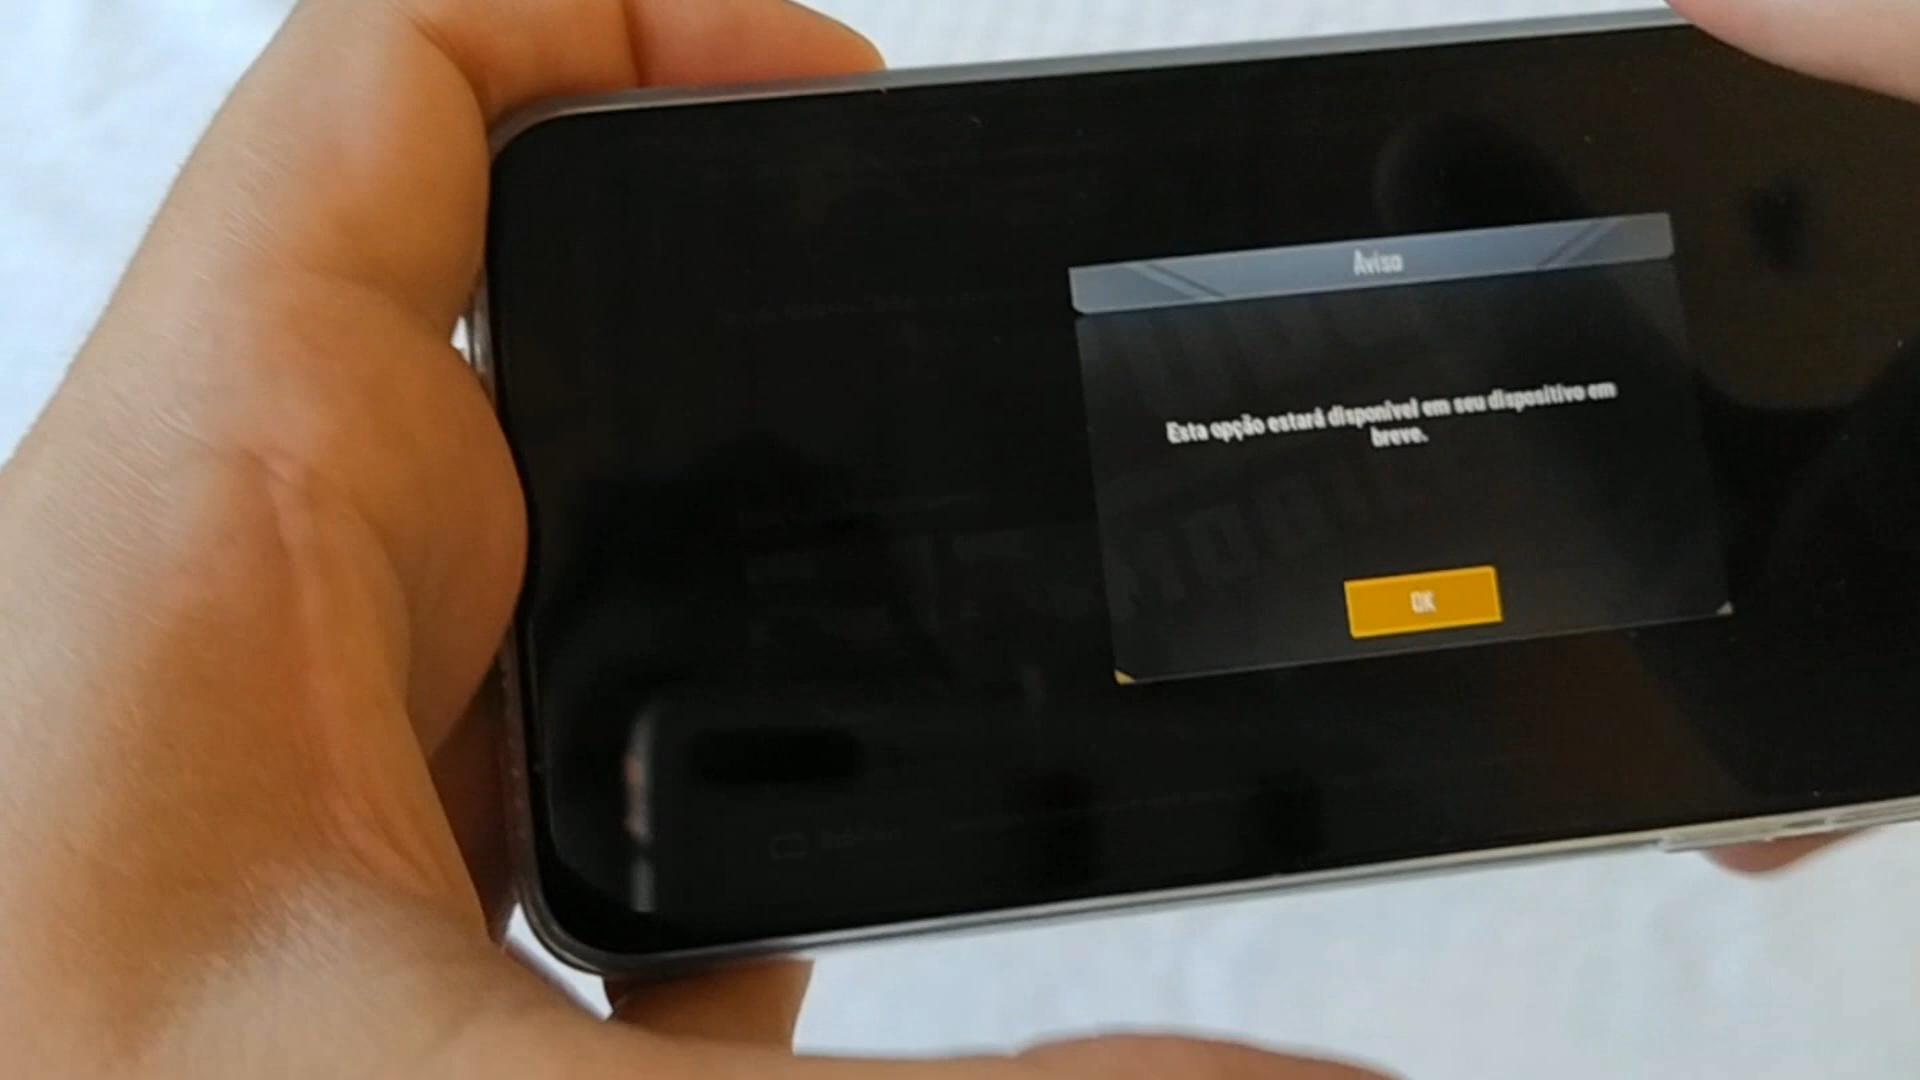 Aviso
Esta opção estará disponível em seu dispositivo em
breve.
OK